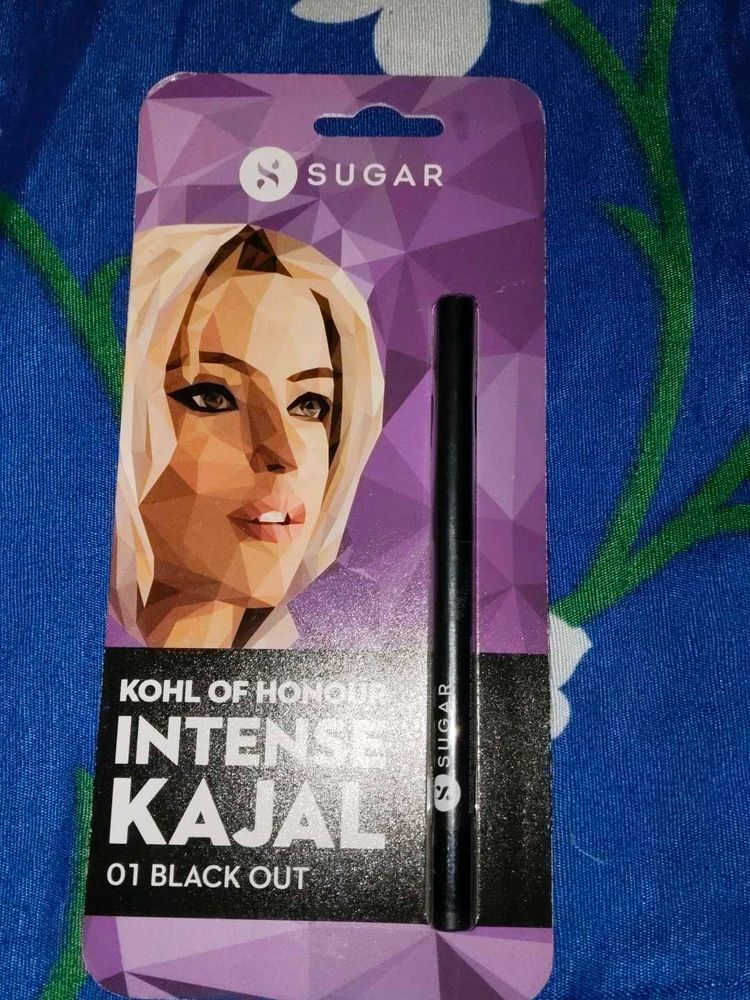 SUGAR
KOHL OF HONOUR
INTENSE
KAJAL
01 BLACK OUT
SUGAR